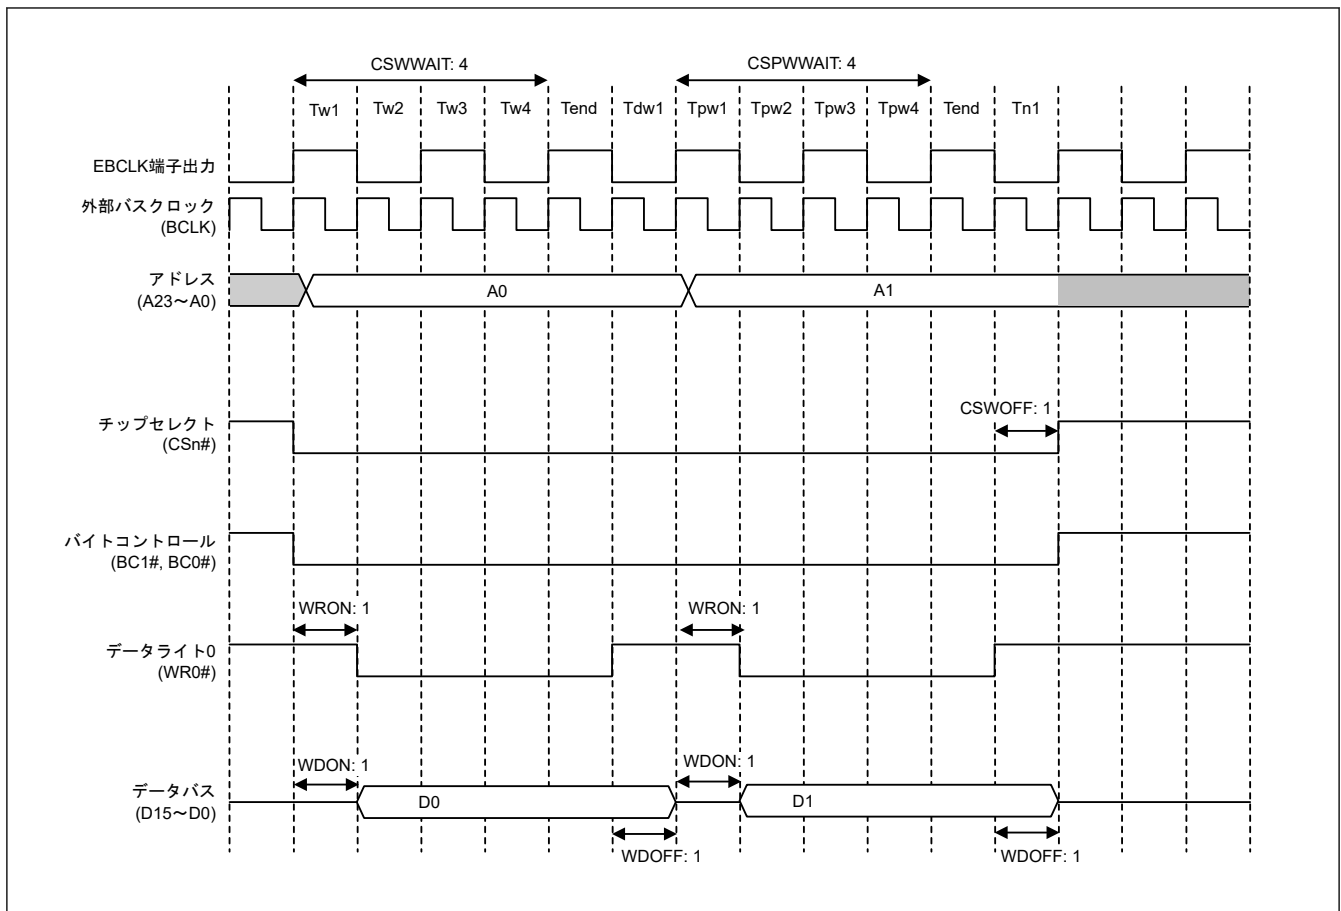 CSWWAIT: 4
CSPWWAIT: 4
Tw1 Tw2 Tw3 Tw4 Tend Tdw1 Tpw1 Tpw2 Tpw3 Tpw4 Tend Tn1
EBCLK端子出力
外部バスクロック
(BCLK)
アドレス
(A23～A0)
A0
A1
CSWOFF: 1
チップセレクト
(CSn#)
バイトコントロール
(BC1#, BC0#)
WRON: 1
WRON: 1
データライト0
(WR0#)
WDON: 1
WDON: 1
データバス
(D15～D0)
D0
D1
WDOFF: 1
WDOFF: 1